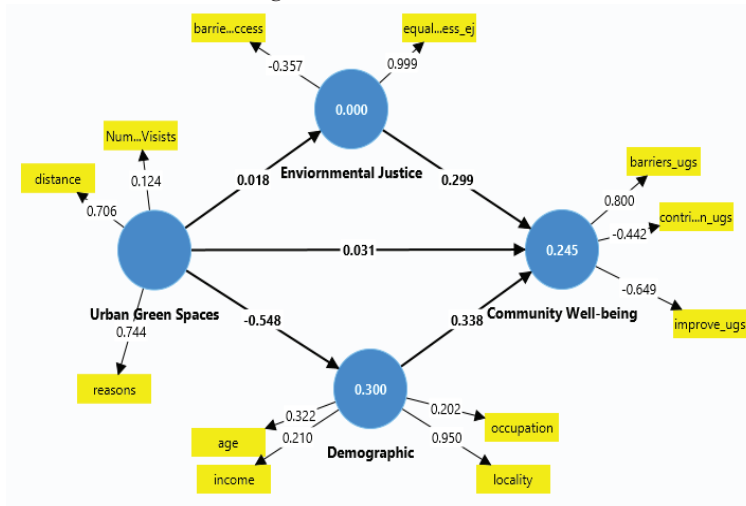 barrie...ccess
equal...ess_ej
-0.357
0.999
0.000
Num...Visists
distance
0.124
0.706
Enviornmental Justice
0.018
0.299
barriers_ugs
0.800
contri...n_ugs
-0.442
0.031
0.245
-0.649
Urban Green Spaces
-0.548
0.338
Community Well-being
improve_ugs
0.744
reasons
0.300
0.322
0.202
age
0.210
0.950
occupation
Demographic
income
locality